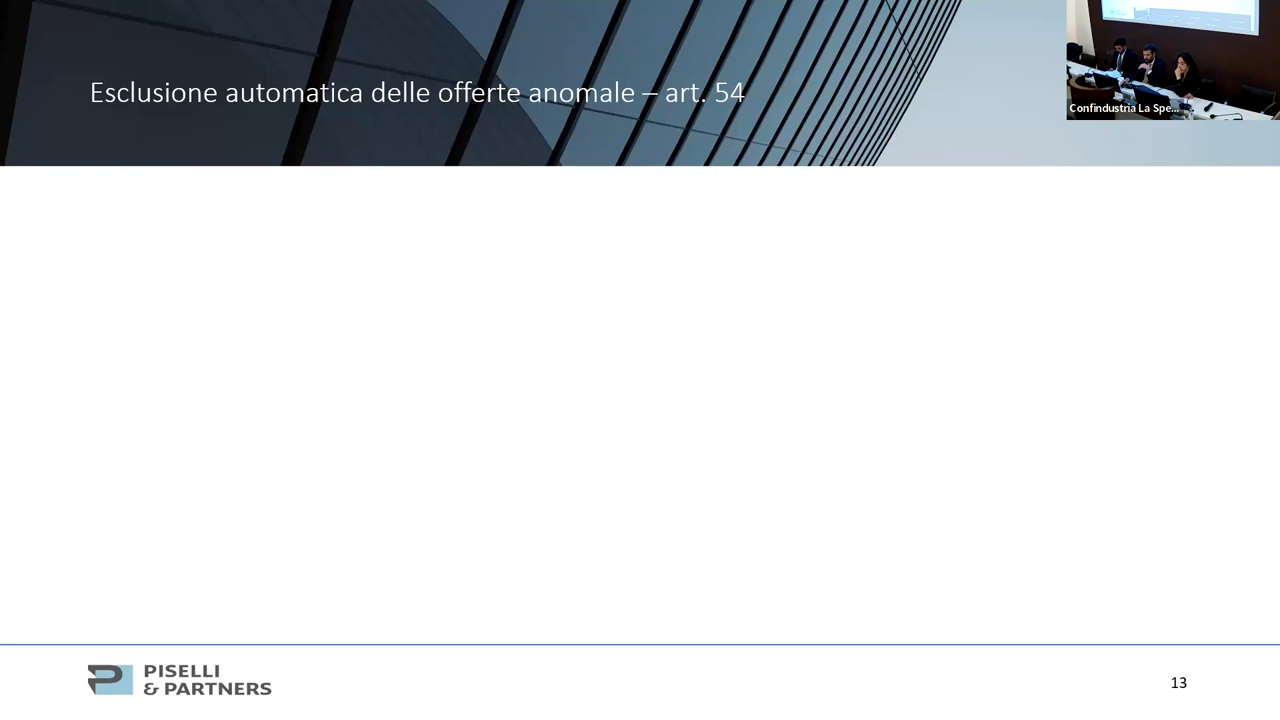 Esclusione automatica delle offerte anomale – art. 54
Confindustria La Spe...
PISELLI
& PARTNERS
13